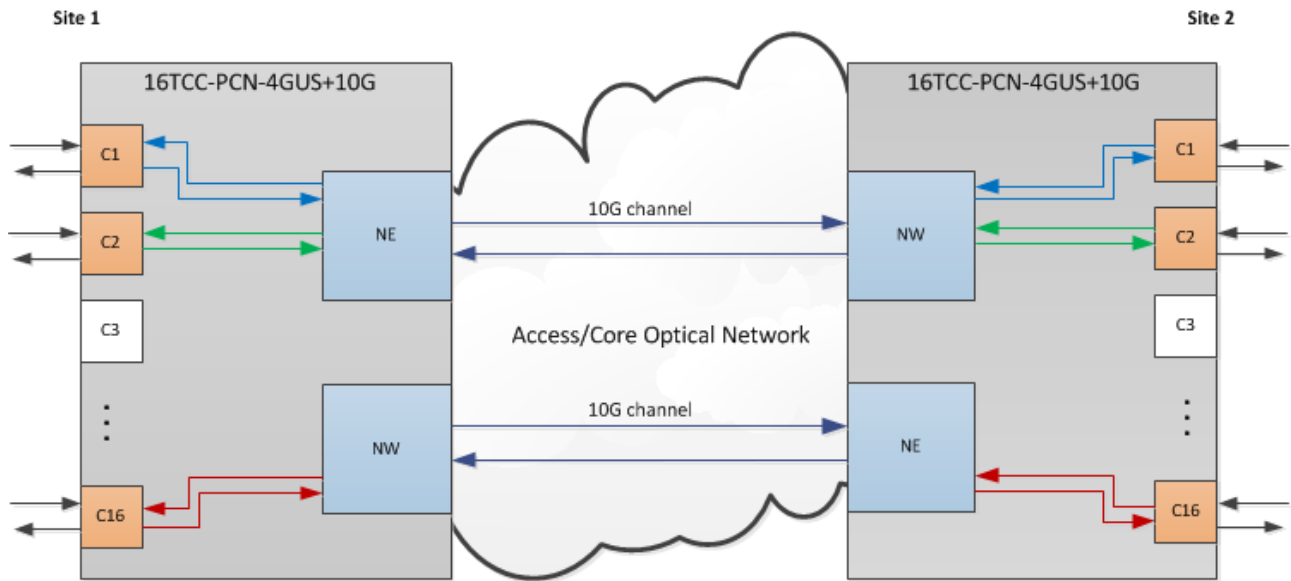 Site 1
Site 2
16TCC-PCN-4GUS+10G
16TCC-PCN-4GUS+10G
C1
C1
10G channel
NE
NW
C2
C2
C3
C3
Access/Core Optical Network
10G channel
NW
NE
C16
C16